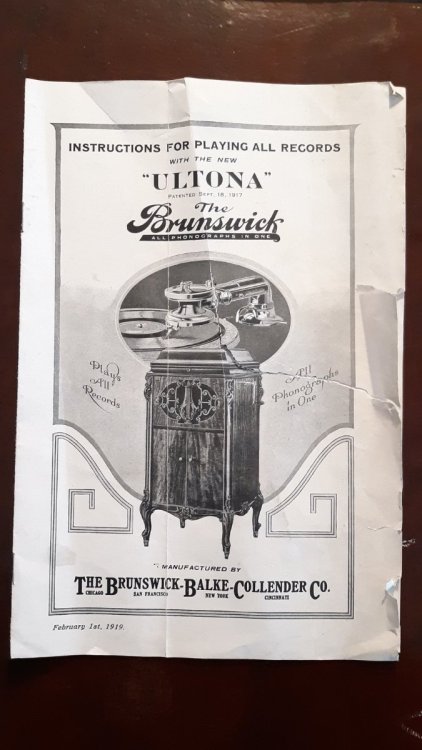 INSTRUCTIONS FOR PLAYING ALL RECORDS
WITH THE NEW
"ULTONA"
PATENTED SEPT. 18, 1917
The
Brunswick
ALL PHONOGRAPHS IN ONE
Plays
All
Records
All
Phonographs
in One
MANUFACTURED BY
THE BRUNSWICK-BALKE-COLLENDER CO.
CHICAGO SAN FRANCISCO NEW YORK CINCINNATI
February 1st, 1919.